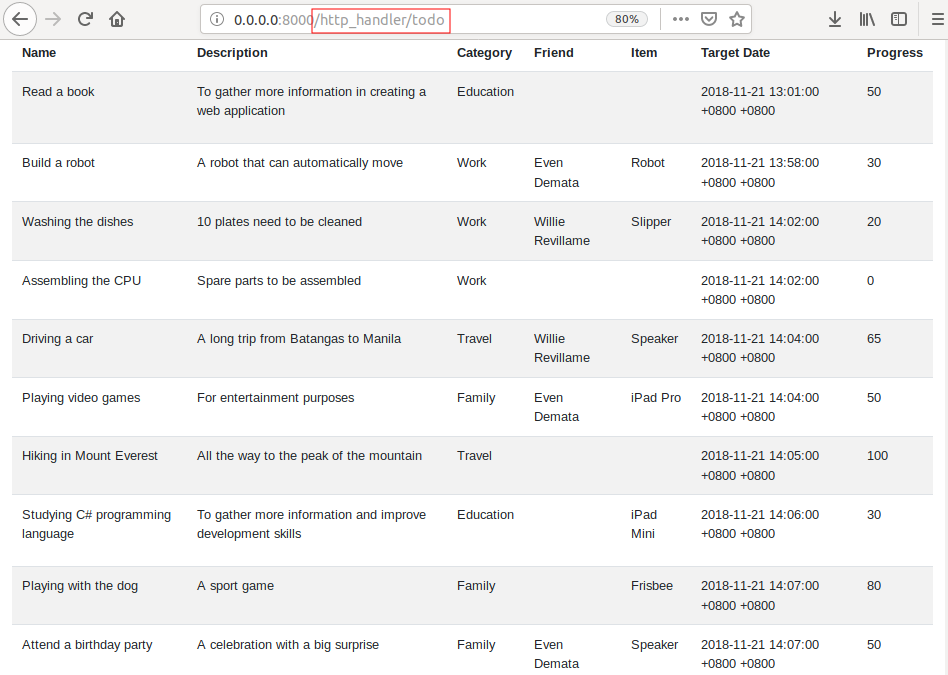 0.0.0.0:8000/http_handler/todo 80%
Name Description Category Friend Item Target Date Progress
Read a book To gather more information in creating a Education 2018-11-21 13:01:00 50
web application +0800 +0800
Build a robot A robot that can automatically move Work Even Robot 2018-11-21 13:58:00 30
Demata +0800 +0800
Washing the dishes 10 plates need to be cleaned Work Willie Slipper 2018-11-21 14:02:00 20
Revillame +0800 +0800
Assembling the CPU Spare parts to be assembled Work 2018-11-21 14:02:00 0
+0800 +0800
Driving a car A long trip from Batangas to Manila Travel Willie Speaker 2018-11-21 14:04:00 65
Revillame +0800 +0800
Playing video games For entertainment purposes Family Even iPad Pro 2018-11-21 14:04:00 50
Demata +0800 +0800
Hiking in Mount Everest All the way to the peak of the mountain Travel 2018-11-21 14:05:00 100
+0800 +0800
Studying C# programming To gather more information and improve Education iPad 2018-11-21 14:06:00 30
language development skills Mini +0800 +0800
Playing with the dog A sport game Family Frisbee 2018-11-21 14:07:00 80
+0800 +0800
Attend a birthday party A celebration with a big surprise Family Even Speaker 2018-11-21 14:07:00 50
Demata +0800 +0800